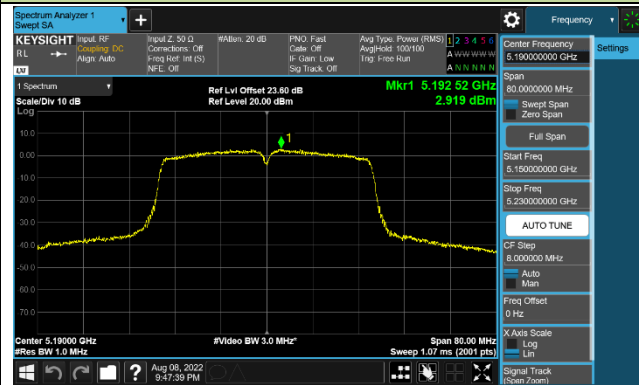 Spectrum Analyzer 1
Swept SA
+
Frequency
KEYSIGHT
RL
LXI
Input: RF
Coupling: DC
Align: Auto
Input Z: 50 Ω
Corrections: Off
Freq Ref: Int (S)
NFE: Off
#Atten: 20 dB
PNO: Fast
Gate: Off
IF Gain: Low
Sig Track: Off
Avg Type: Power (RMS)
Avg|Hold: 100/100
Trig: Free Run
1 2 3 4 5 6
A W W W W W
A N N N N N
Center Frequency
5.190000000 GHz
Settings
Span
80.0000000 MHz
Swept Span
Zero Span
Full Span
Start Freq
5.150000000 GHz
Stop Freq
5.230000000 GHz
AUTO TUNE
CF Step
8.000000 MHz
Auto
Man
Freq Offset
0 Hz
X Axis Scale
Log
Lin
Signal Track
(Span Zoom)
1 Spectrum
Scale/Div 10 dB
Log
Ref Lvl Offset 23.60 dB
Ref Level 20.00 dBm
Mkr1 5.192 52 GHz
2.919 dBm
1
10.0
0.00
-10.0
-20.0
-30.0
-40.0
-50.0
-60.0
-70.0
Center 5.19000 GHz
#Res BW 1.0 MHz
#Video BW 3.0 MHz*
Span 80.00 MHz
Sweep 1.07 ms (2001 pts)
?
Aug 08, 2022
9:47:39 PM